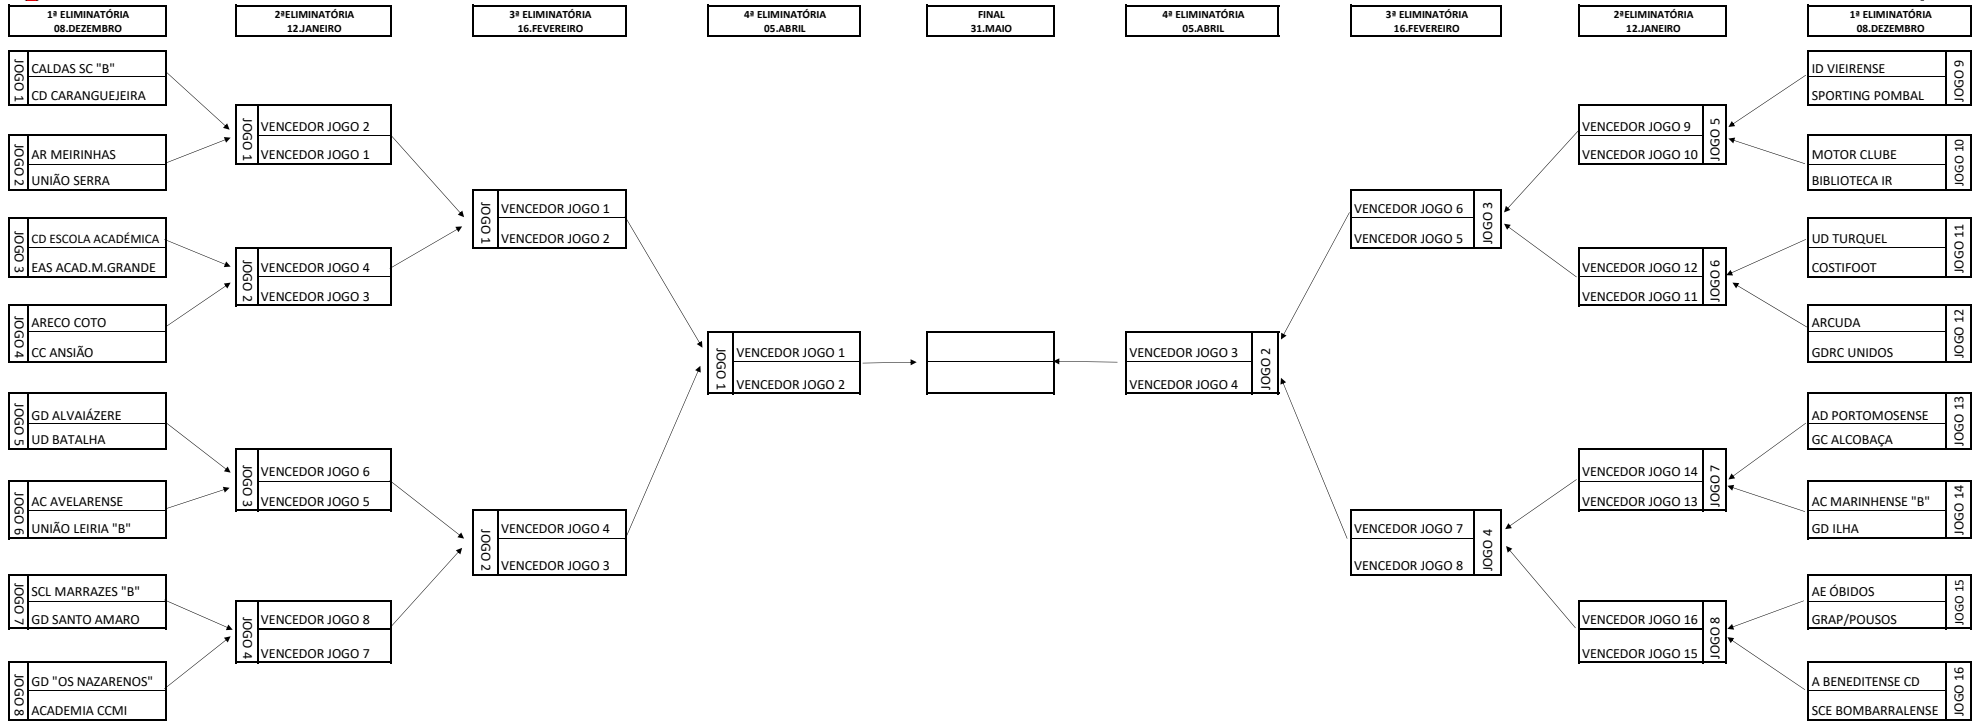 1ª ELIMINATÓRIA
08.DEZEMBRO
2ªELIMINATÓRIA
12.JANEIRO
3ª ELIMINATÓRIA
16.FEVEREIRO
4ª ELIMINATÓRIA
05.ABRIL
FINAL
31.MAIO
4ª ELIMINATÓRIA
05.ABRIL
3ª ELIMINATÓRIA
16.FEVEREIRO
2ªELIMINATÓRIA
12.JANEIRO
1ª ELIMINATÓRIA
08.DEZEMBRO
JOGO 1
CALDAS SC "B"
CD CARANGUEJEIRA
JOGO 2
AR MEIRINHAS
UNIÃO SERRA
JOGO 3
CD ESCOLA ACADÉMICA
EAS ACAD.M.GRANDE
JOGO 4
ARECO COTO
CC ANSIÃO
JOGO 5
GD ALVAIÁZERE
UD BATALHA
JOGO 6
AC AVELARENSE
UNIÃO LEIRIA "B"
JOGO 7
SCL MARRAZES "B"
GD SANTO AMARO
JOGO 8
GD "OS NAZARENOS"
ACADEMIA CCMI
JOGO 1
VENCEDOR JOGO 2
VENCEDOR JOGO 1
JOGO 2
VENCEDOR JOGO 4
VENCEDOR JOGO 3
JOGO 3
VENCEDOR JOGO 6
VENCEDOR JOGO 5
JOGO 4
VENCEDOR JOGO 8
VENCEDOR JOGO 7
JOGO 1
VENCEDOR JOGO 1
VENCEDOR JOGO 2
JOGO 2
VENCEDOR JOGO 4
VENCEDOR JOGO 3
JOGO 1
VENCEDOR JOGO 1
VENCEDOR JOGO 2
VENCEDOR JOGO 3
VENCEDOR JOGO 4
JOGO 2
VENCEDOR JOGO 6
VENCEDOR JOGO 5
JOGO 3
VENCEDOR JOGO 7
VENCEDOR JOGO 8
JOGO 4
VENCEDOR JOGO 9
VENCEDOR JOGO 10
JOGO 5
VENCEDOR JOGO 12
VENCEDOR JOGO 11
JOGO 6
VENCEDOR JOGO 14
VENCEDOR JOGO 13
JOGO 7
VENCEDOR JOGO 16
VENCEDOR JOGO 15
JOGO 8
ID VIEIRENSE
SPORTING POMBAL
JOGO 9
MOTOR CLUBE
BIBLIOTECA IR
JOGO 10
UD TURQUEL
COSTIFOOT
JOGO 11
ARCUDA
GDRC UNIDOS
JOGO 12
AD PORTOMOSENSE
GC ALCOBAÇA
JOGO 13
AC MARINHENSE "B"
GD ILHA
JOGO 14
AE ÓBIDOS
GRAP/POUSOS
JOGO 15
A BENEDITENSE CD
SCE BOMBARRALENSE
JOGO 16